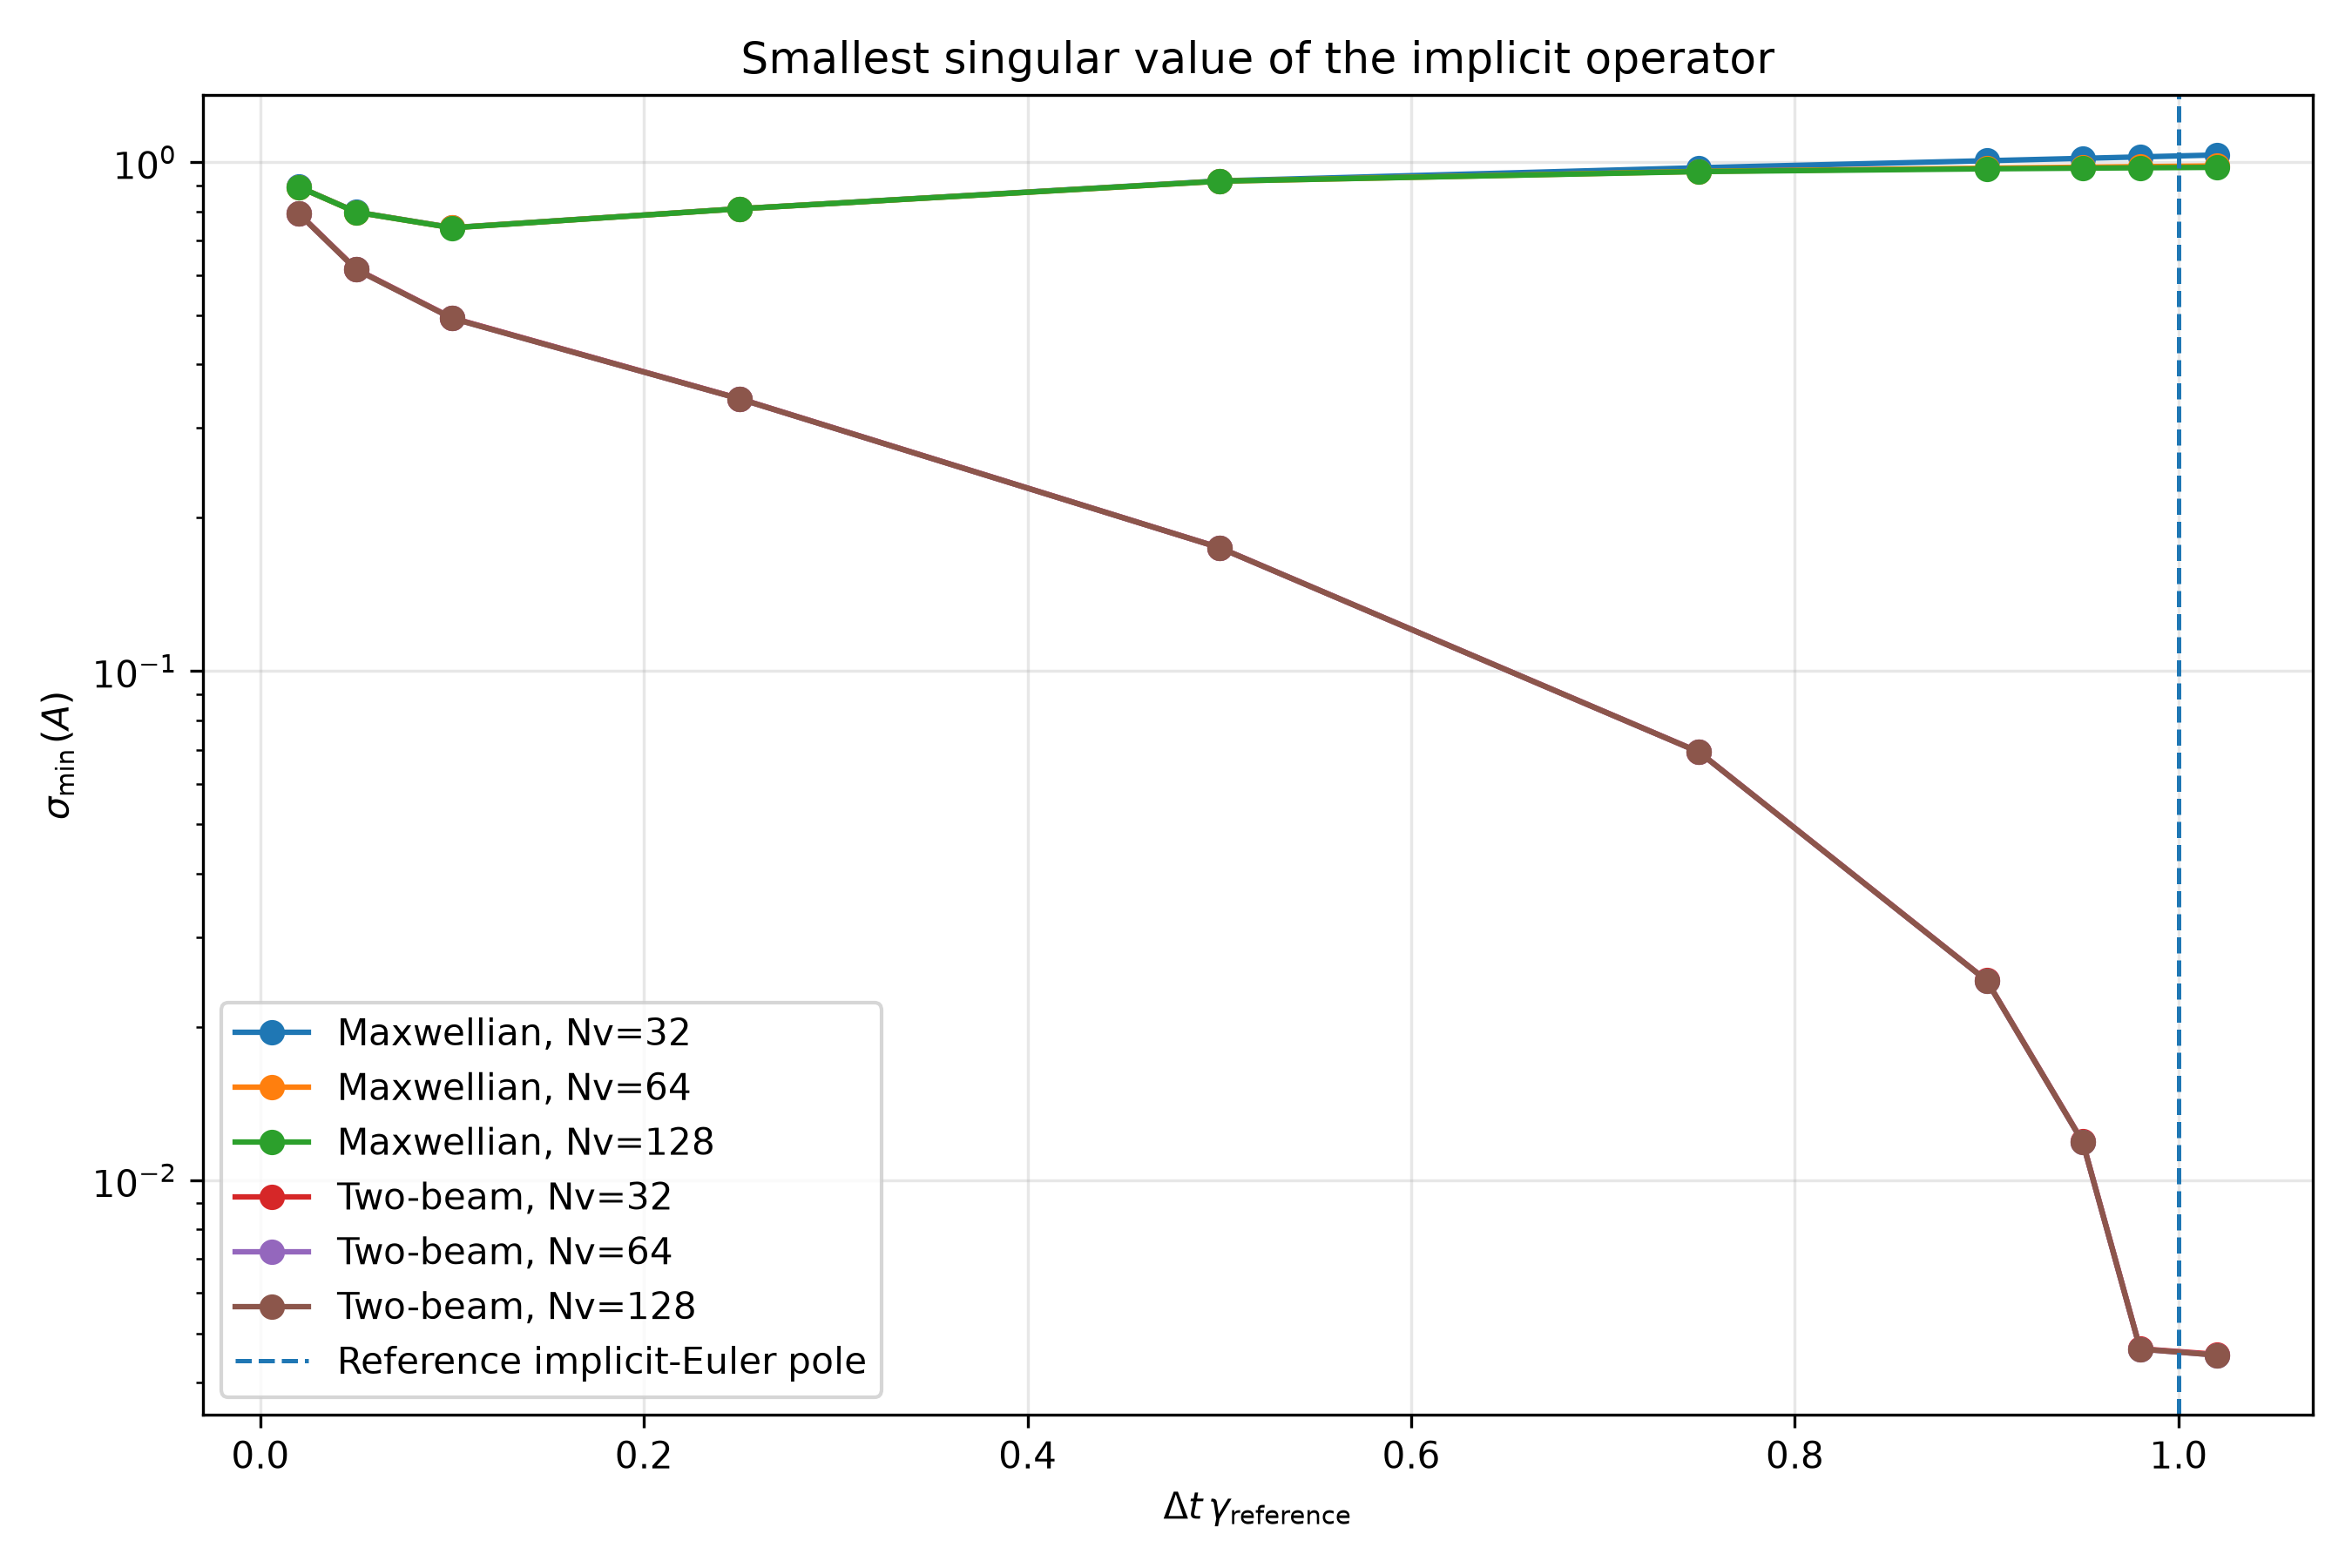 Smallest singular value of the implicit operator
σ_min (A)
10⁰
10⁻¹
10⁻²
Maxwellian, Nv=32
Maxwellian, Nv=64
Maxwellian, Nv=128
Two-beam, Nv=32
Two-beam, Nv=64
Two-beam, Nv=128
Reference implicit-Euler pole
0.0 0.2 0.4 0.6 0.8 1.0
Δt γ_reference